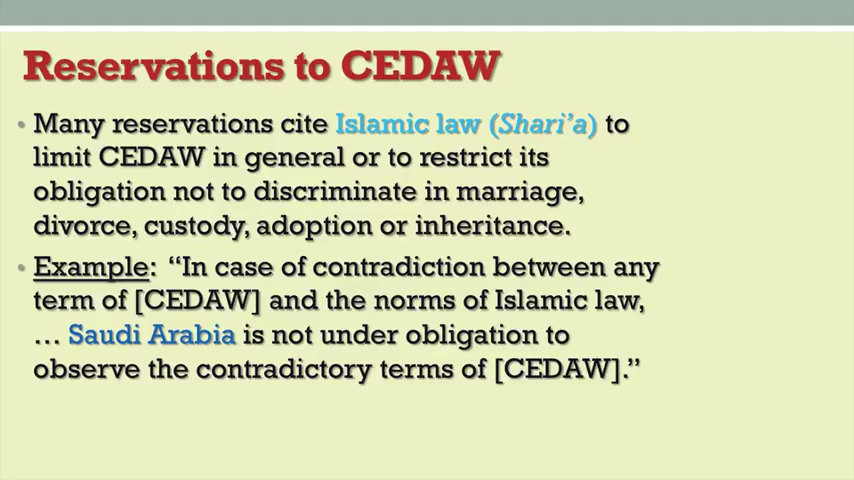 Reservations to CEDAW
• Many reservations cite Islamic law (Shari’a) to
limit CEDAW in general or to restrict its
obligation not to discriminate in marriage,
divorce, custody, adoption or inheritance.
• Example: “In case of contradiction between any
term of [CEDAW] and the norms of Islamic law,
… Saudi Arabia is not under obligation to
observe the contradictory terms of [CEDAW].”